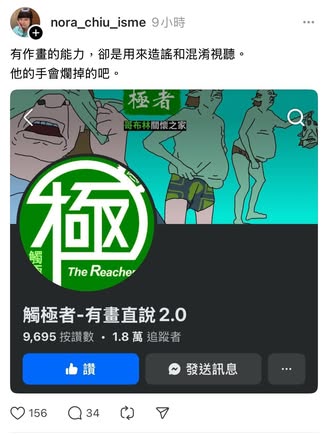 nora_chiu_isme 9小時
有作畫的能力，卻是用來造謠和混淆視聽。
他的手會爛掉的吧。
極者
哥布林關懷之家
極
觸
極
The Reacher
觸極者-有畫直說 2.0
9,695 按讚數 • 1.8 萬 追蹤者
讚
發送訊息
156
34